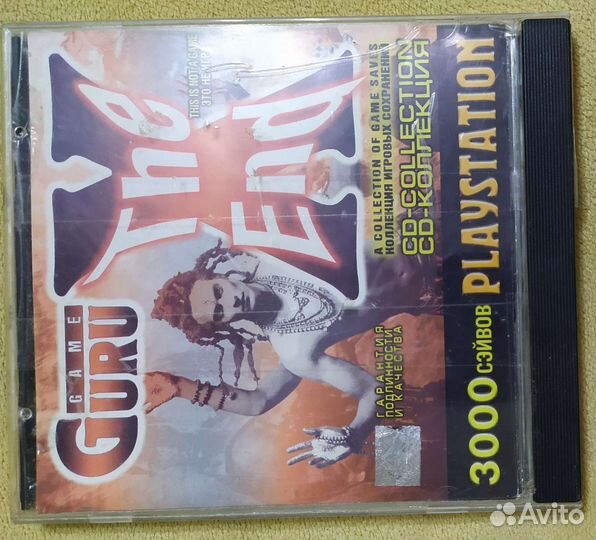 GAME
GURU
The
End
THIS IS NOT A GAME
ЭТО НЕ ИГРА
A COLLECTION OF GAME SAVES
КОЛЛЕКЦИЯ ИГРОВЫХ СОХРАНЕНИЙ
CD-COLLECTION
CD-КОЛЛЕКЦИЯ
ГАРАНТИЯ
ПОДЛИННОСТИ
И КАЧЕСТВА
3000 СЭЙВОВ PLAYSTATION
Avito